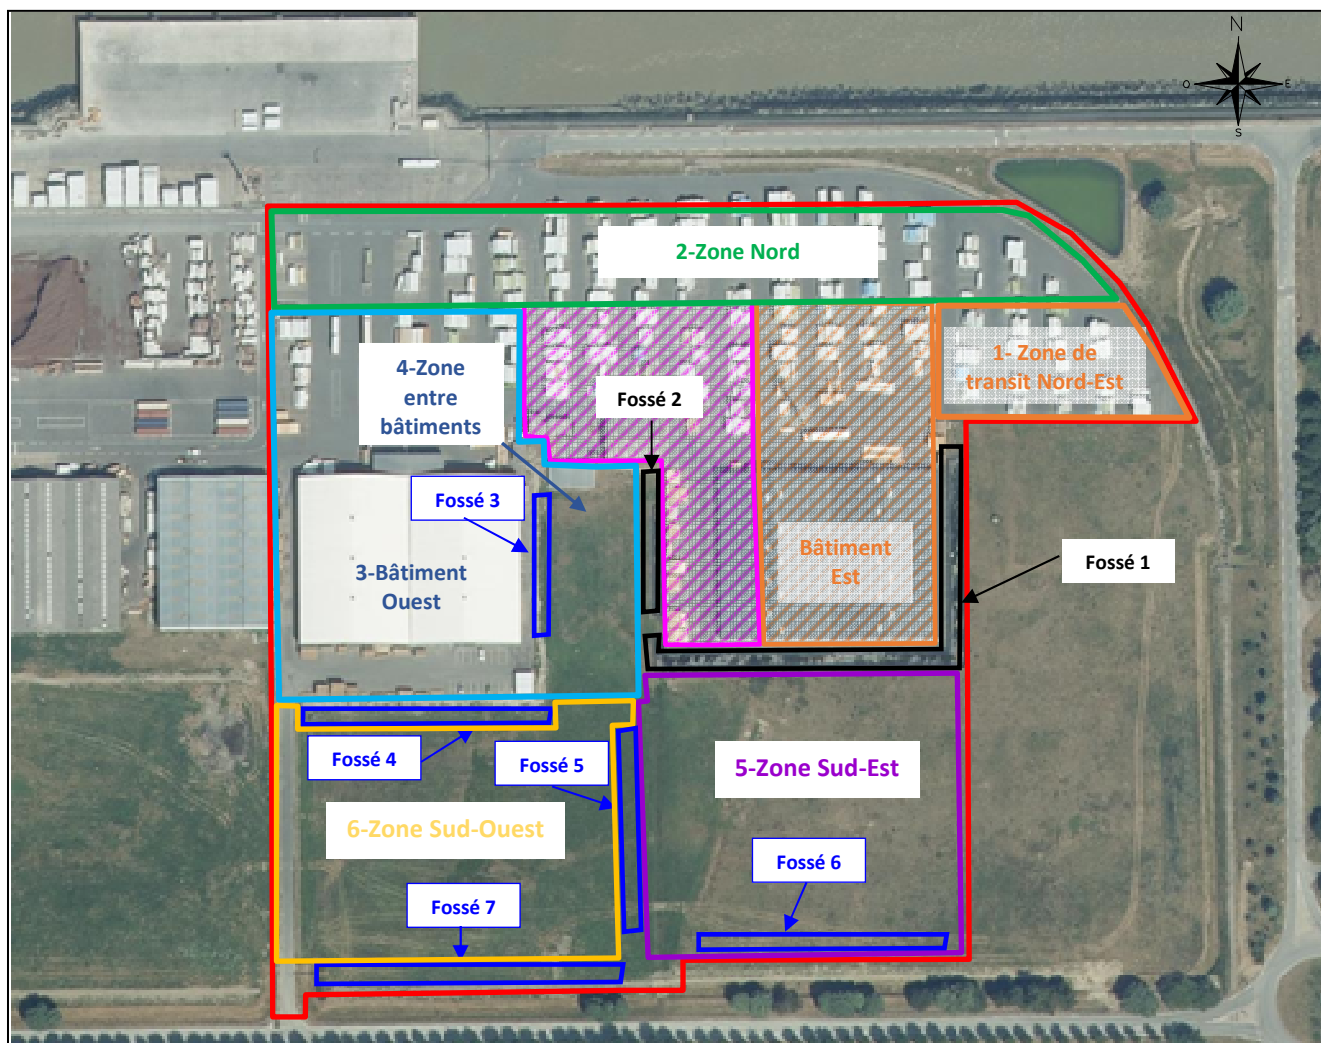 N
O
E
S
2-Zone Nord
4-Zone
entre
bâtiments
Fossé 2
1- Zone de
transit Nord-Est
Fossé 3
Bâtiment
Est
Fossé 1
3-Bâtiment
Ouest
Fossé 4
Fossé 5
5-Zone Sud-Est
6-Zone Sud-Ouest
Fossé 6
Fossé 7